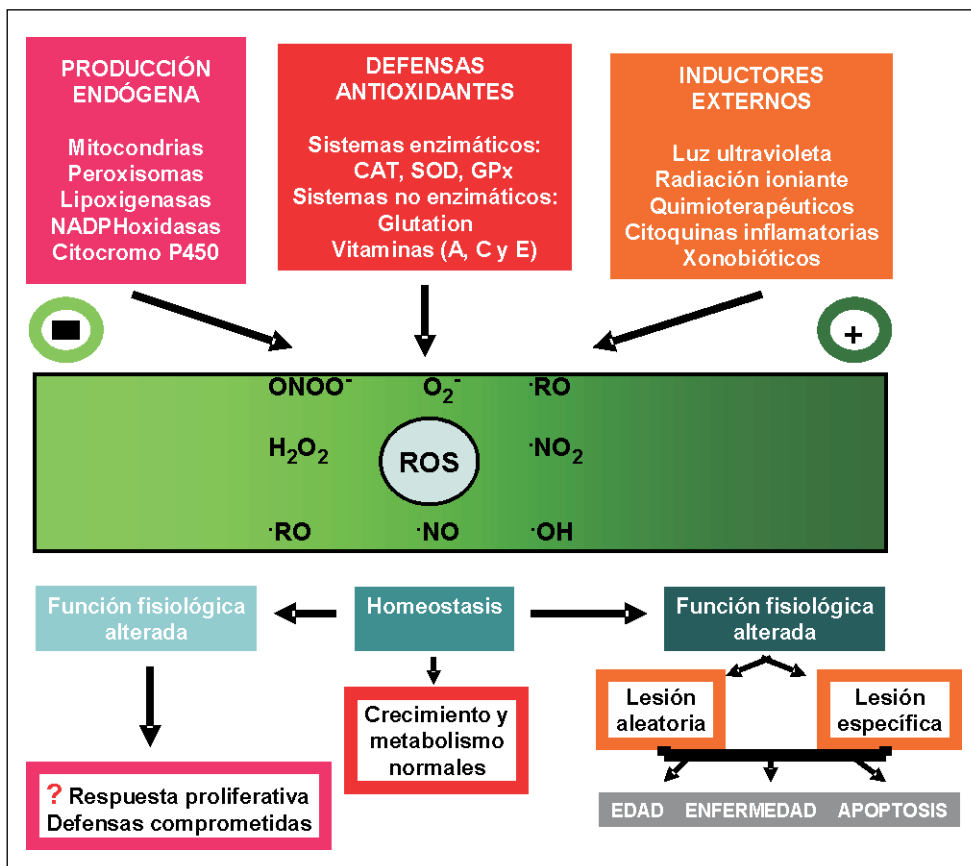 PRODUCCIÓN
ENDÓGENA
Mitocondrias
Peroxisomas
Lipoxigenasas
NADPHoxidasas
Citocromo P450
DEFENSAS
ANTIOXIDANTES
Sistemas enzimáticos:
CAT, SOD, GPx
Sistemas no enzimáticos:
Glutation
Vitaminas (A, C y E)
INDUCTORES
EXTERNOS
Luz ultravioleta
Radiación ioniante
Quimioterapéuticos
Citoquinas inflamatorias
Xonobióticos
+
ONOO⁻ O₂⁻ ·RO
H₂O₂ ROS ·NO₂
·RO ·NO ·OH
Función fisiológica
alterada
Homeostasis
Función fisiológica
alterada
Crecimiento y
metabolismo
normales
Lesión
aleatoria
Lesión
específica
? Respuesta proliferativa
Defensas comprometidas
EDAD ENFERMEDAD APOPTOSIS